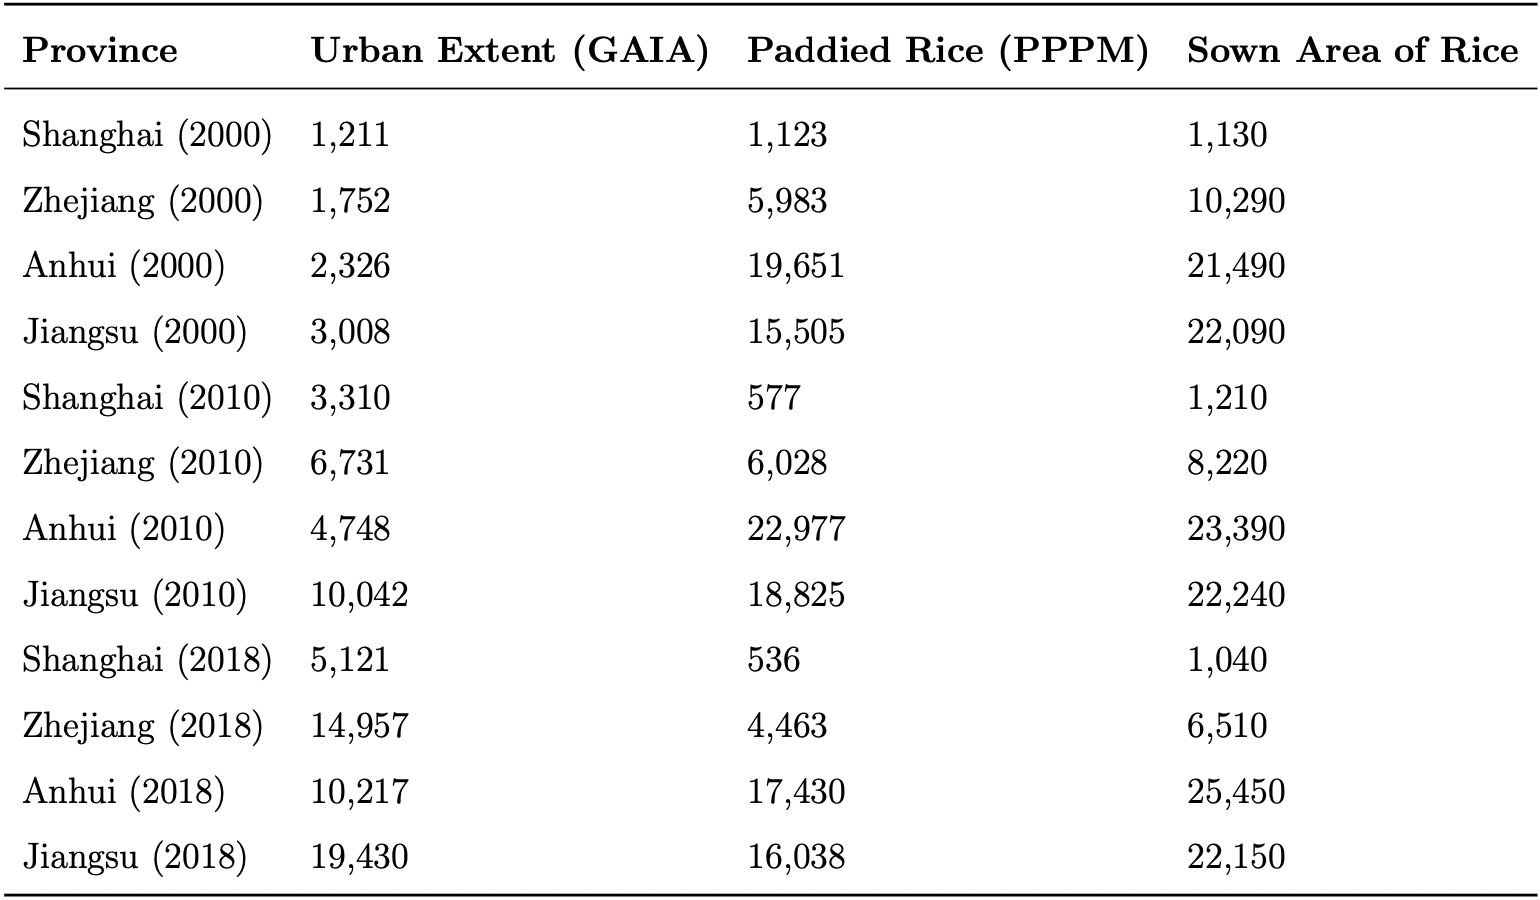 Province Urban Extent (GAIA) Paddied Rice (PPPM) Sown Area of Rice
Shanghai (2000) 1,211 1,123 1,130
Zhejiang (2000) 1,752 5,983 10,290
Anhui (2000) 2,326 19,651 21,490
Jiangsu (2000) 3,008 15,505 22,090
Shanghai (2010) 3,310 577 1,210
Zhejiang (2010) 6,731 6,028 8,220
Anhui (2010) 4,748 22,977 23,390
Jiangsu (2010) 10,042 18,825 22,240
Shanghai (2018) 5,121 536 1,040
Zhejiang (2018) 14,957 4,463 6,510
Anhui (2018) 10,217 17,430 25,450
Jiangsu (2018) 19,430 16,038 22,150